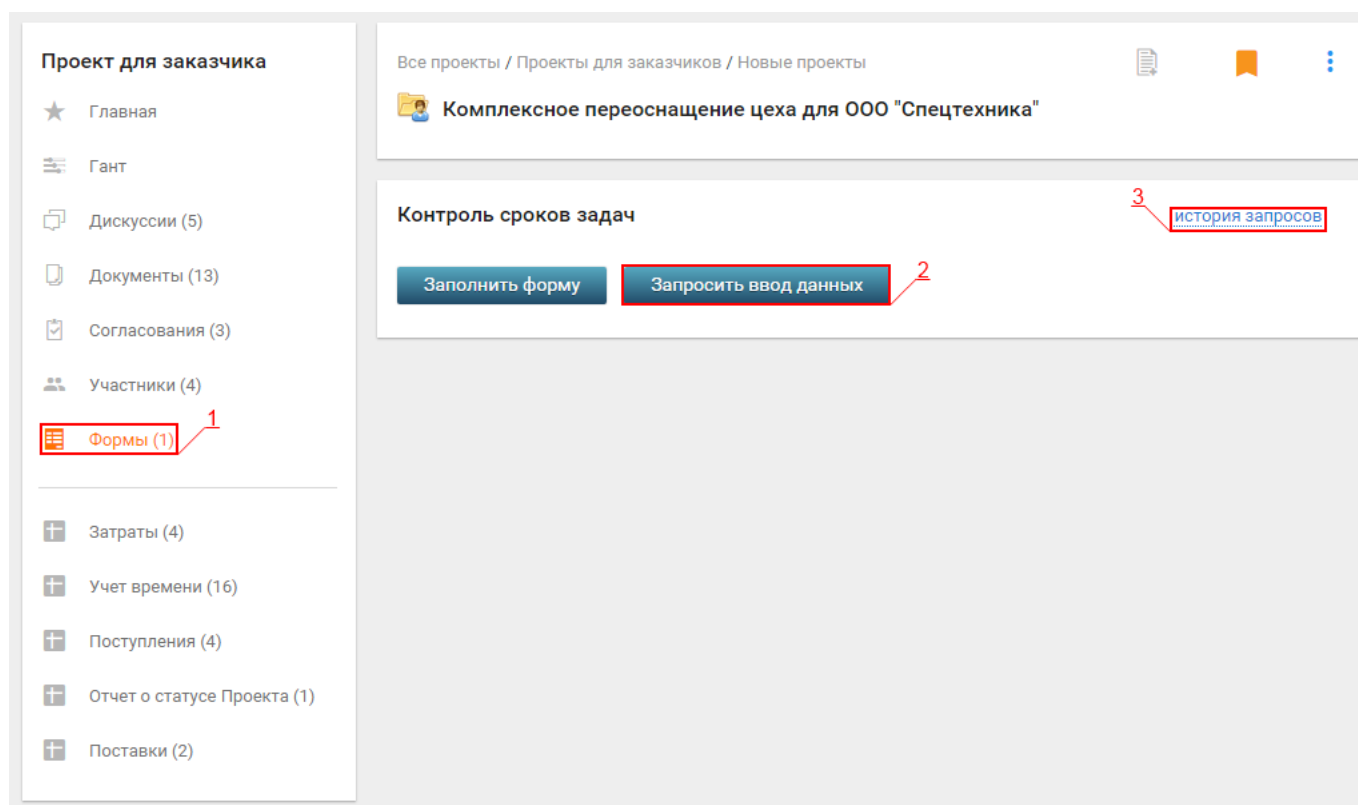 Проект для заказчика
Главная
Гант
Дискуссии (5)
Документы (13)
Согласования (3)
Участники (4)
1
Формы (1)
Затраты (4)
Учет времени (16)
Поступления (4)
Отчет о статусе Проекта (1)
Поставки (2)
Все проекты / Проекты для заказчиков / Новые проекты
Комплексное переоснащение цеха для ООО "Спецтехника"
Контроль сроков задач
3
история запросов
Заполнить форму
Запросить ввод данных
2